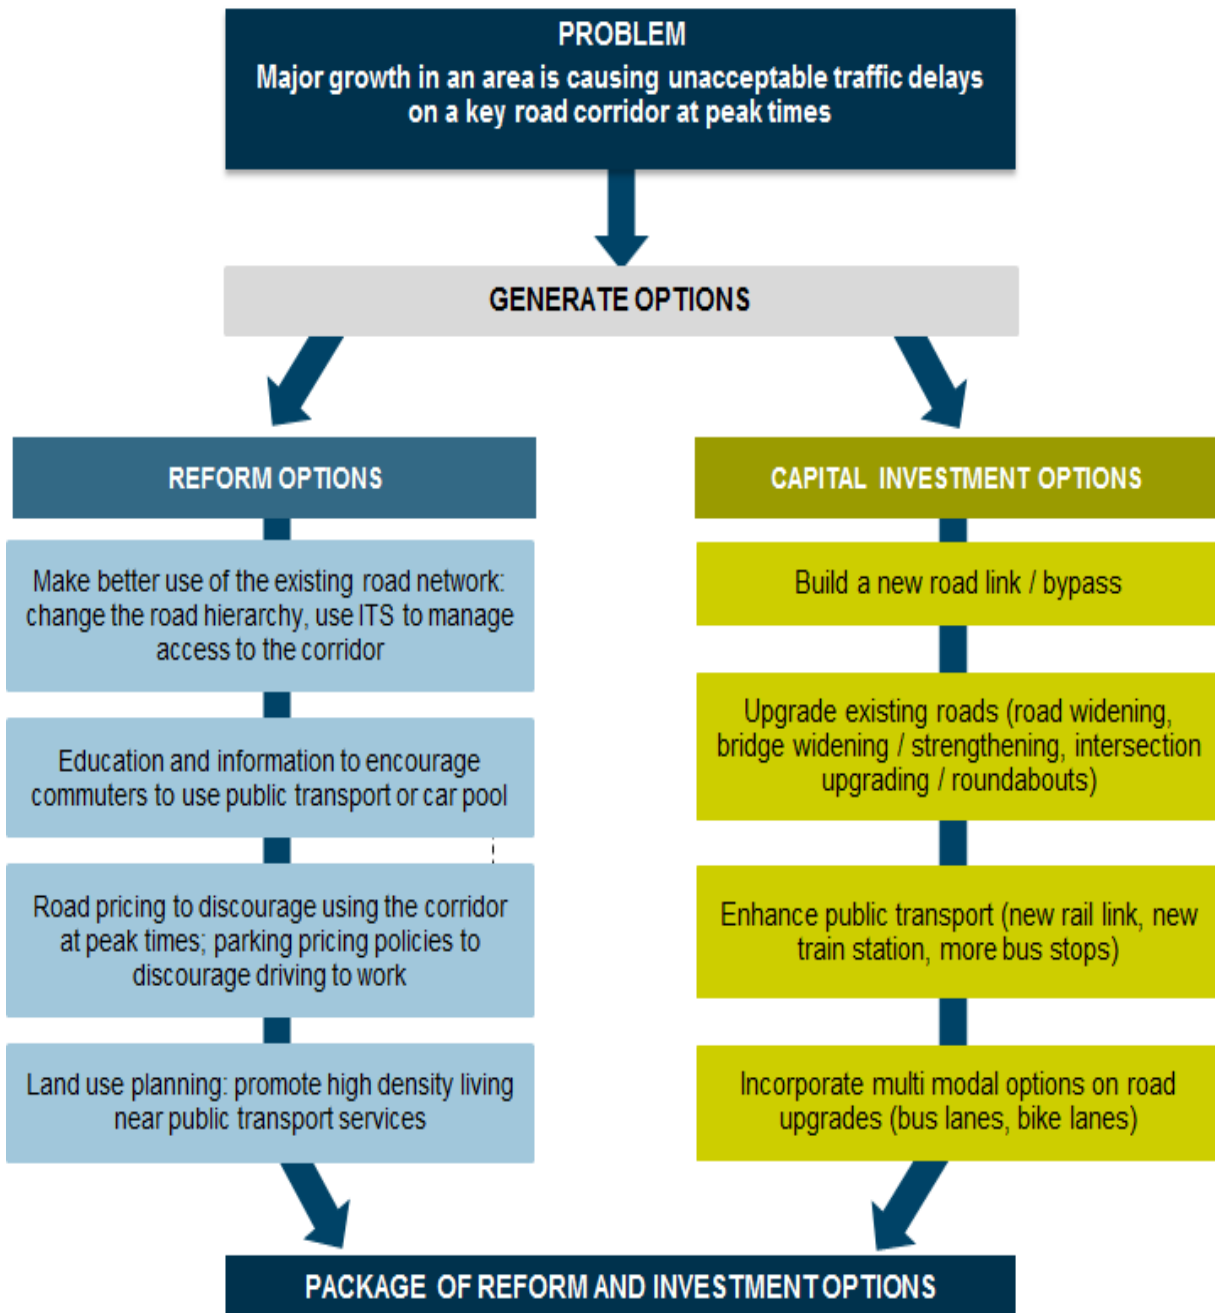 PROBLEM
Major growth in an area is causing unacceptable traffic delays
on a key road corridor at peak times
GENERATE OPTIONS
REFORM OPTIONS
Make better use of the existing road network:
change the road hierarchy, use ITS to manage
access to the corridor
Education and information to encourage
commuters to use public transport or car pool
Road pricing to discourage using the corridor
at peak times; parking pricing policies to
discourage driving to work
Land use planning: promote high density living
near public transport services
CAPITAL INVESTMENT OPTIONS
Build a new road link / bypass
Upgrade existing roads (road widening,
bridge widening / strengthening, intersection
upgrading / roundabouts)
Enhance public transport (new rail link, new
train station, more bus stops)
Incorporate multi modal options on road
upgrades (bus lanes, bike lanes)
PACKAGE OF REFORM AND INVESTMENT OPTIONS